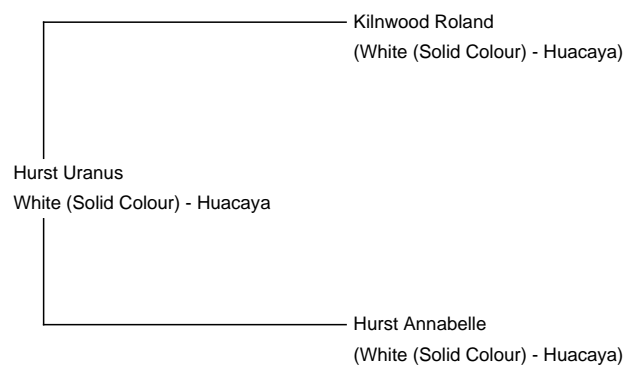 Kilnwood Roland
(White (Solid Colour) - Huacaya)
Hurst Uranus
White (Solid Colour) - Huacaya
Hurst Annabelle
(White (Solid Colour) - Huacaya)